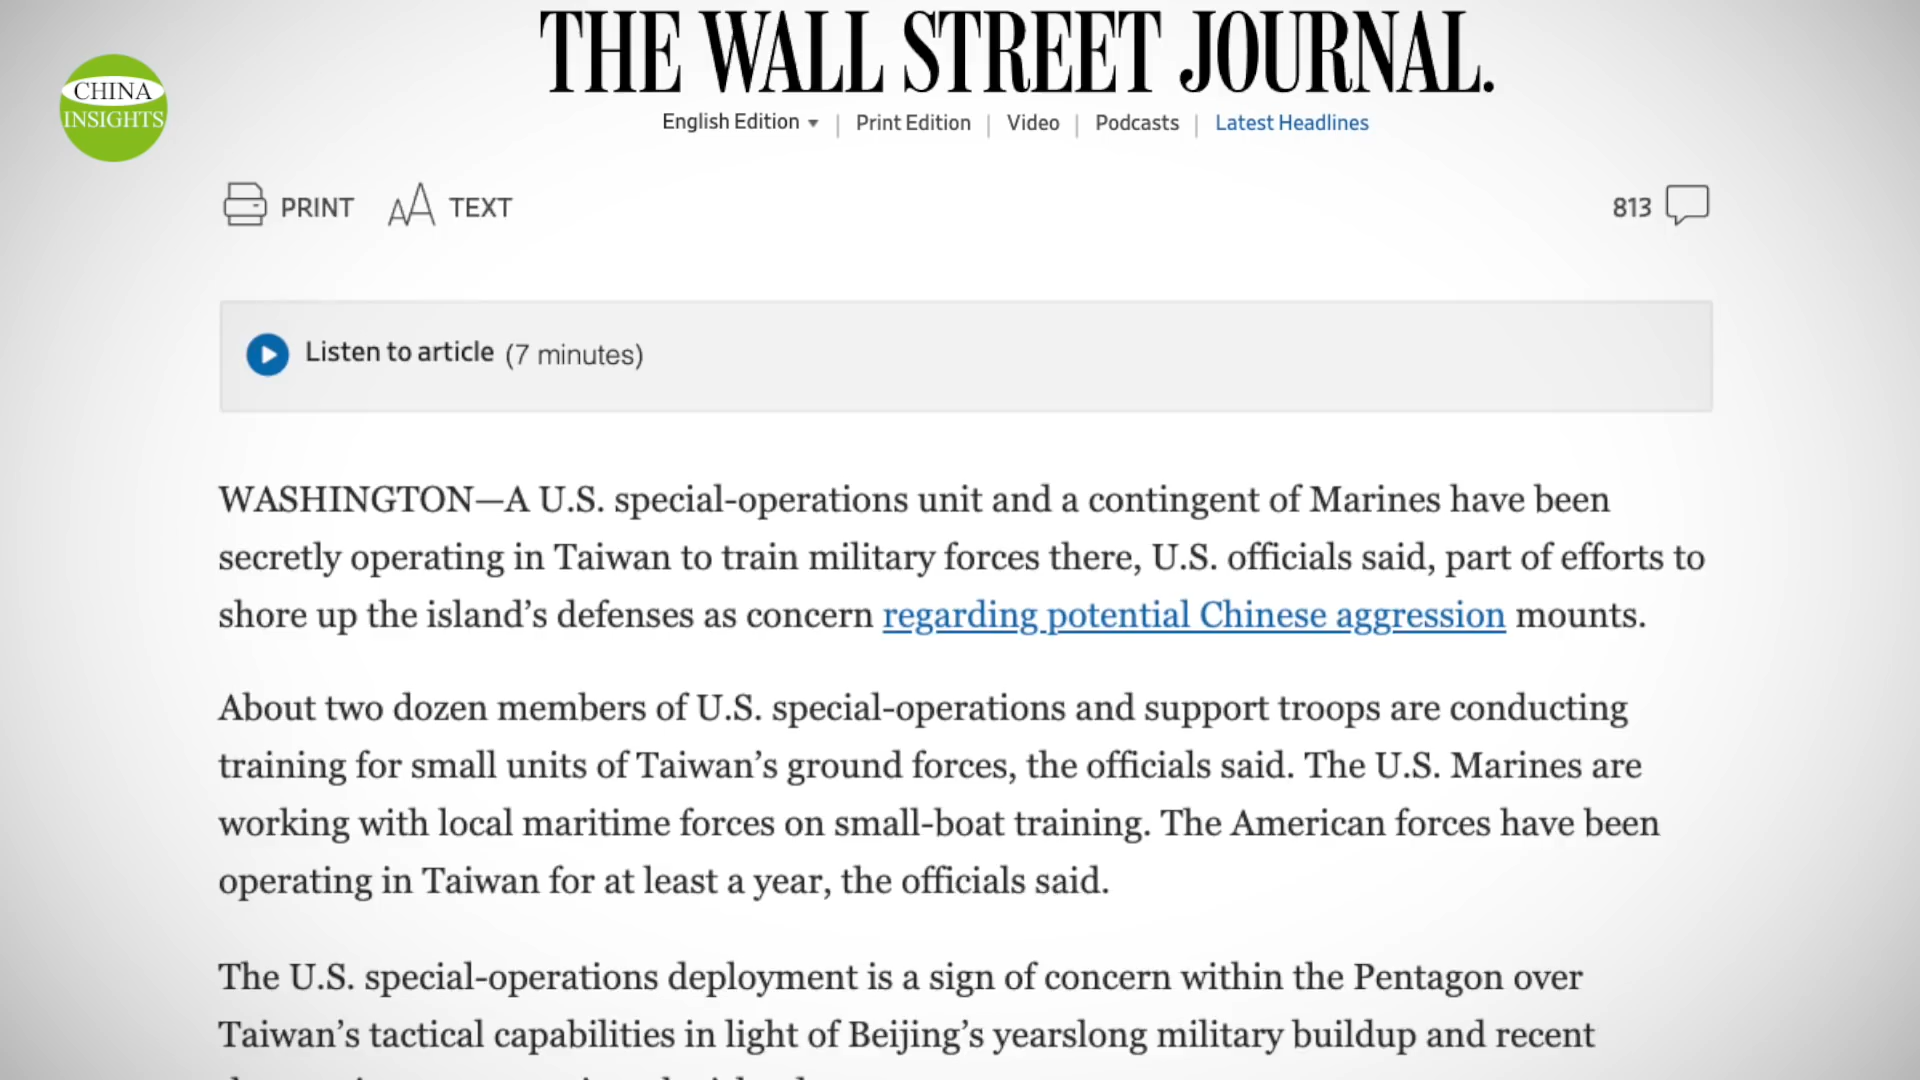 THE WALL STREET JOURNAL.
CHINA
INSIGHTS
English Edition | Print Edition | Video | Podcasts | Latest Headlines
PRINT TEXT 813
Listen to article (7 minutes)
WASHINGTON—A U.S. special-operations unit and a contingent of Marines have been
secretly operating in Taiwan to train military forces there, U.S. officials said, part of efforts to
shore up the island’s defenses as concern regarding potential Chinese aggression mounts.
About two dozen members of U.S. special-operations and support troops are conducting
training for small units of Taiwan’s ground forces, the officials said. The U.S. Marines are
working with local maritime forces on small-boat training. The American forces have been
operating in Taiwan for at least a year, the officials said.
The U.S. special-operations deployment is a sign of concern within the Pentagon over
Taiwan’s tactical capabilities in light of Beijing’s yearslong military buildup and recent